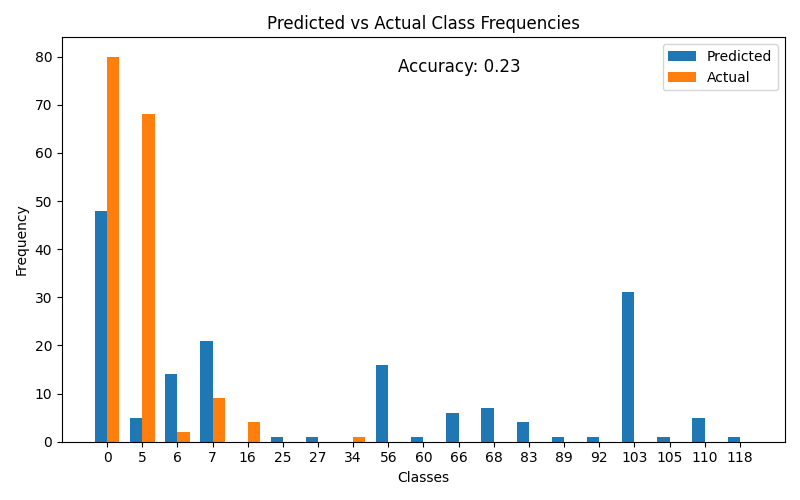 Predicted vs Actual Class Frequencies
Accuracy: 0.23
Predicted
Actual
80
70
60
50
40
30
20
10
0
Frequency
0 5 6 7 16 25 27 34 56 60 66 68 83 89 92 103 105 110 118
Classes